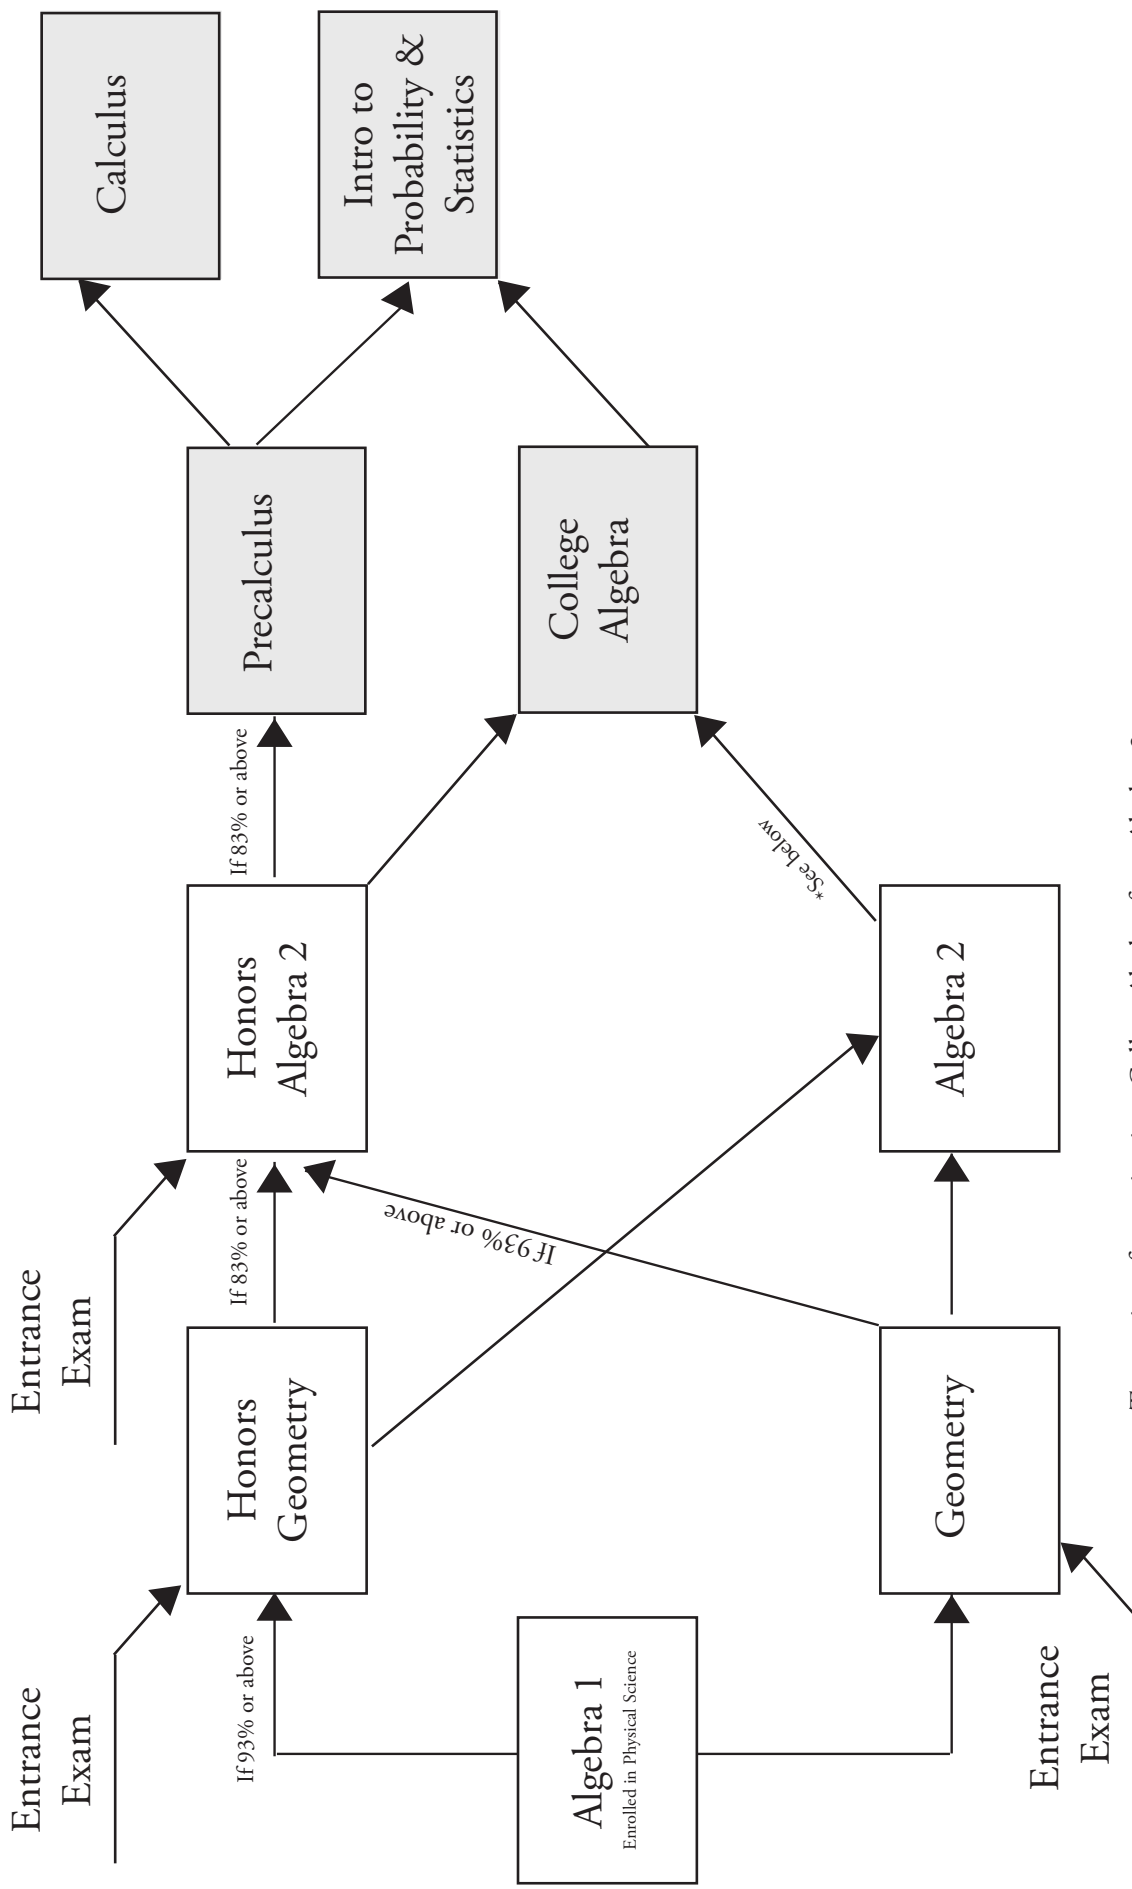 Entrance
Exam
Entrance
Exam
If 93% or above
Honors
Geometry
If 83% or above
Honors
Algebra 2
If 83% or above
Precalculus
Calculus
Intro to
Probability &
Statistics
Algebra 1
Enrolled in Physical Science
If 93% or above
College
Algebra
*See below
Geometry
Algebra 2
Entrance
Exam